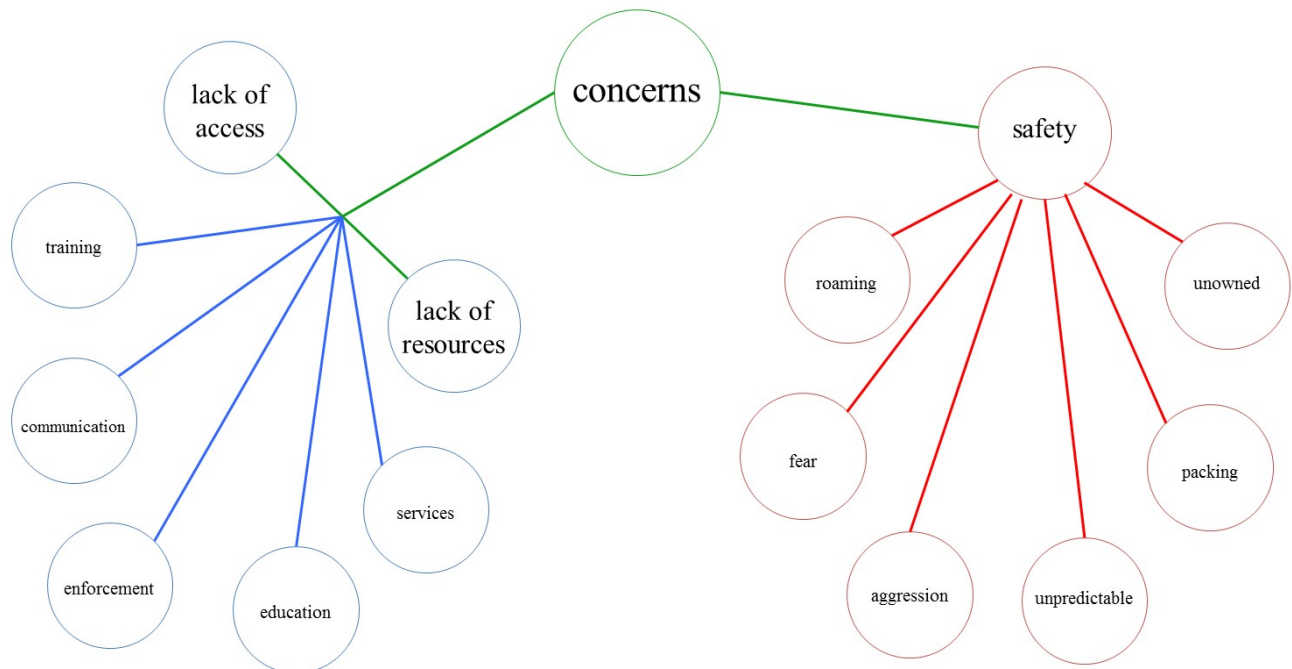 concerns
lack of
access
lack of
resources
training
communication
enforcement
education
services
safety
roaming
fear
aggression
unpredictable
packing
unowned